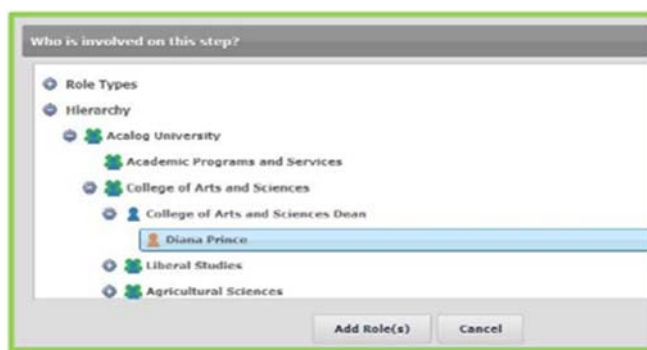 Who is involved on this step?
Role Types
Hierarchy
Acalog University
Academic Programs and Services
College of Arts and Sciences
College of Arts and Sciences Dean
Diana Prince
Liberal Studies
Agricultural Sciences
Add Role(s) Cancel